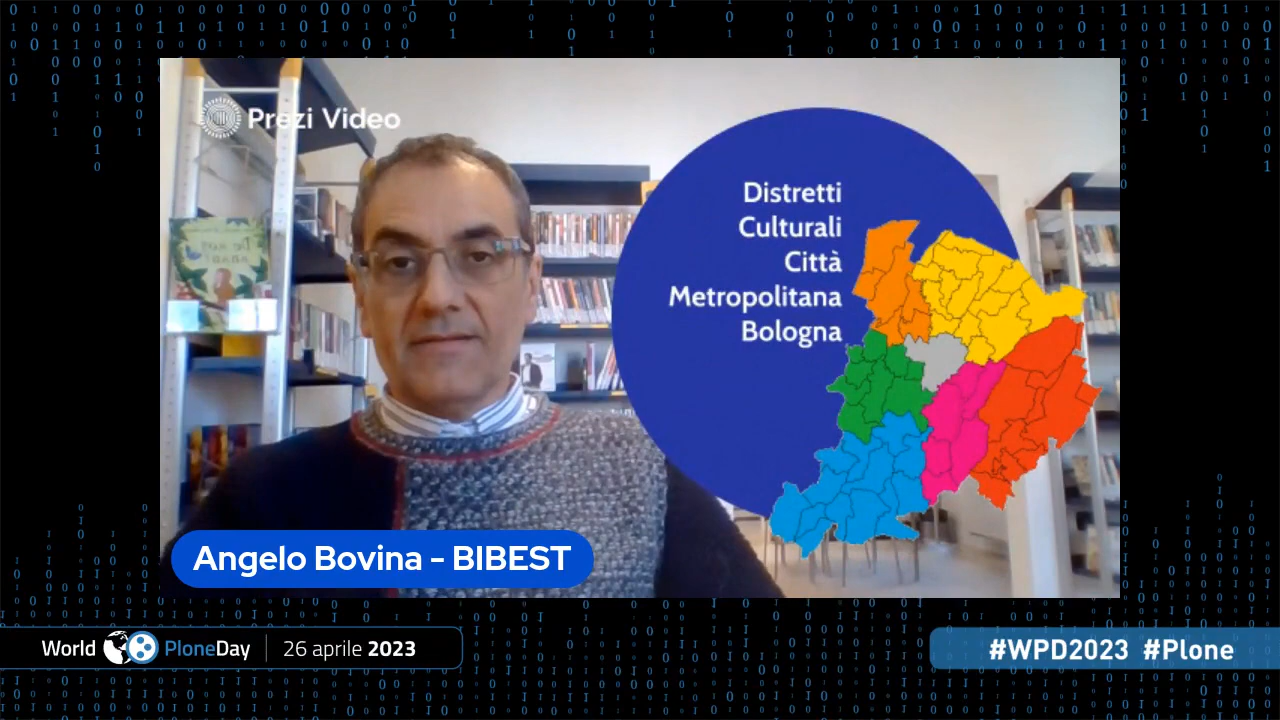 Prezi Video
Distretti
Culturali
Città
Metropolitana
Bologna
Angelo Bovina - BIBEST
World PloneDay | 26 aprile 2023
#WPD2023 #Plone